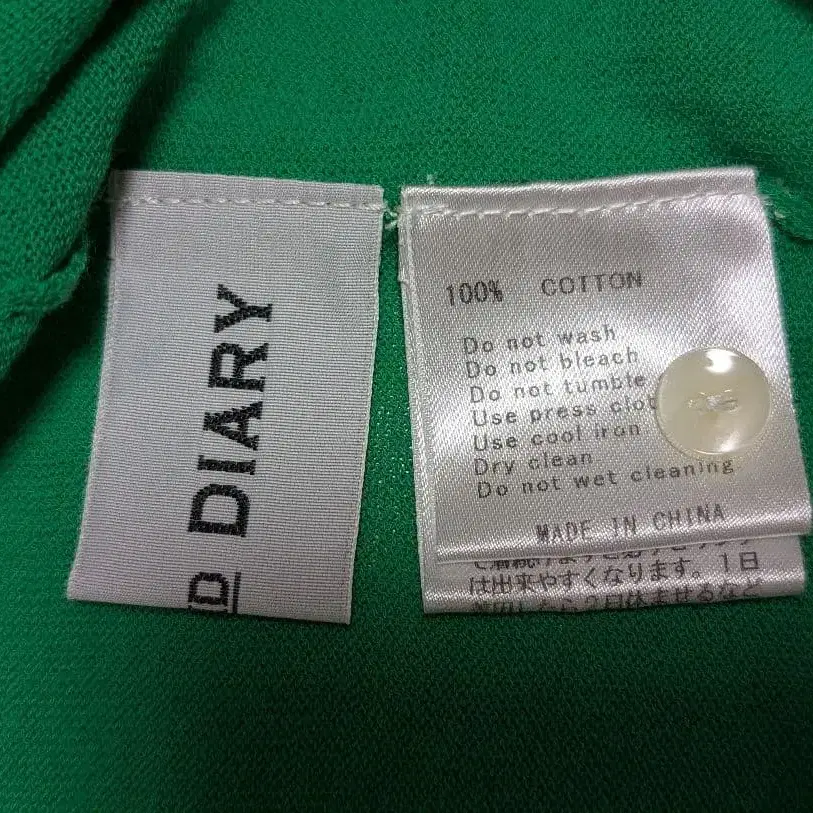 DIARY
100% COTTON
Do not wash
Do not bleach
Do not tumble
Use press clot
Use cool iron
Dry clean
Do not wet cleaning
MADE IN CHINA
は出来やすくなります。1日